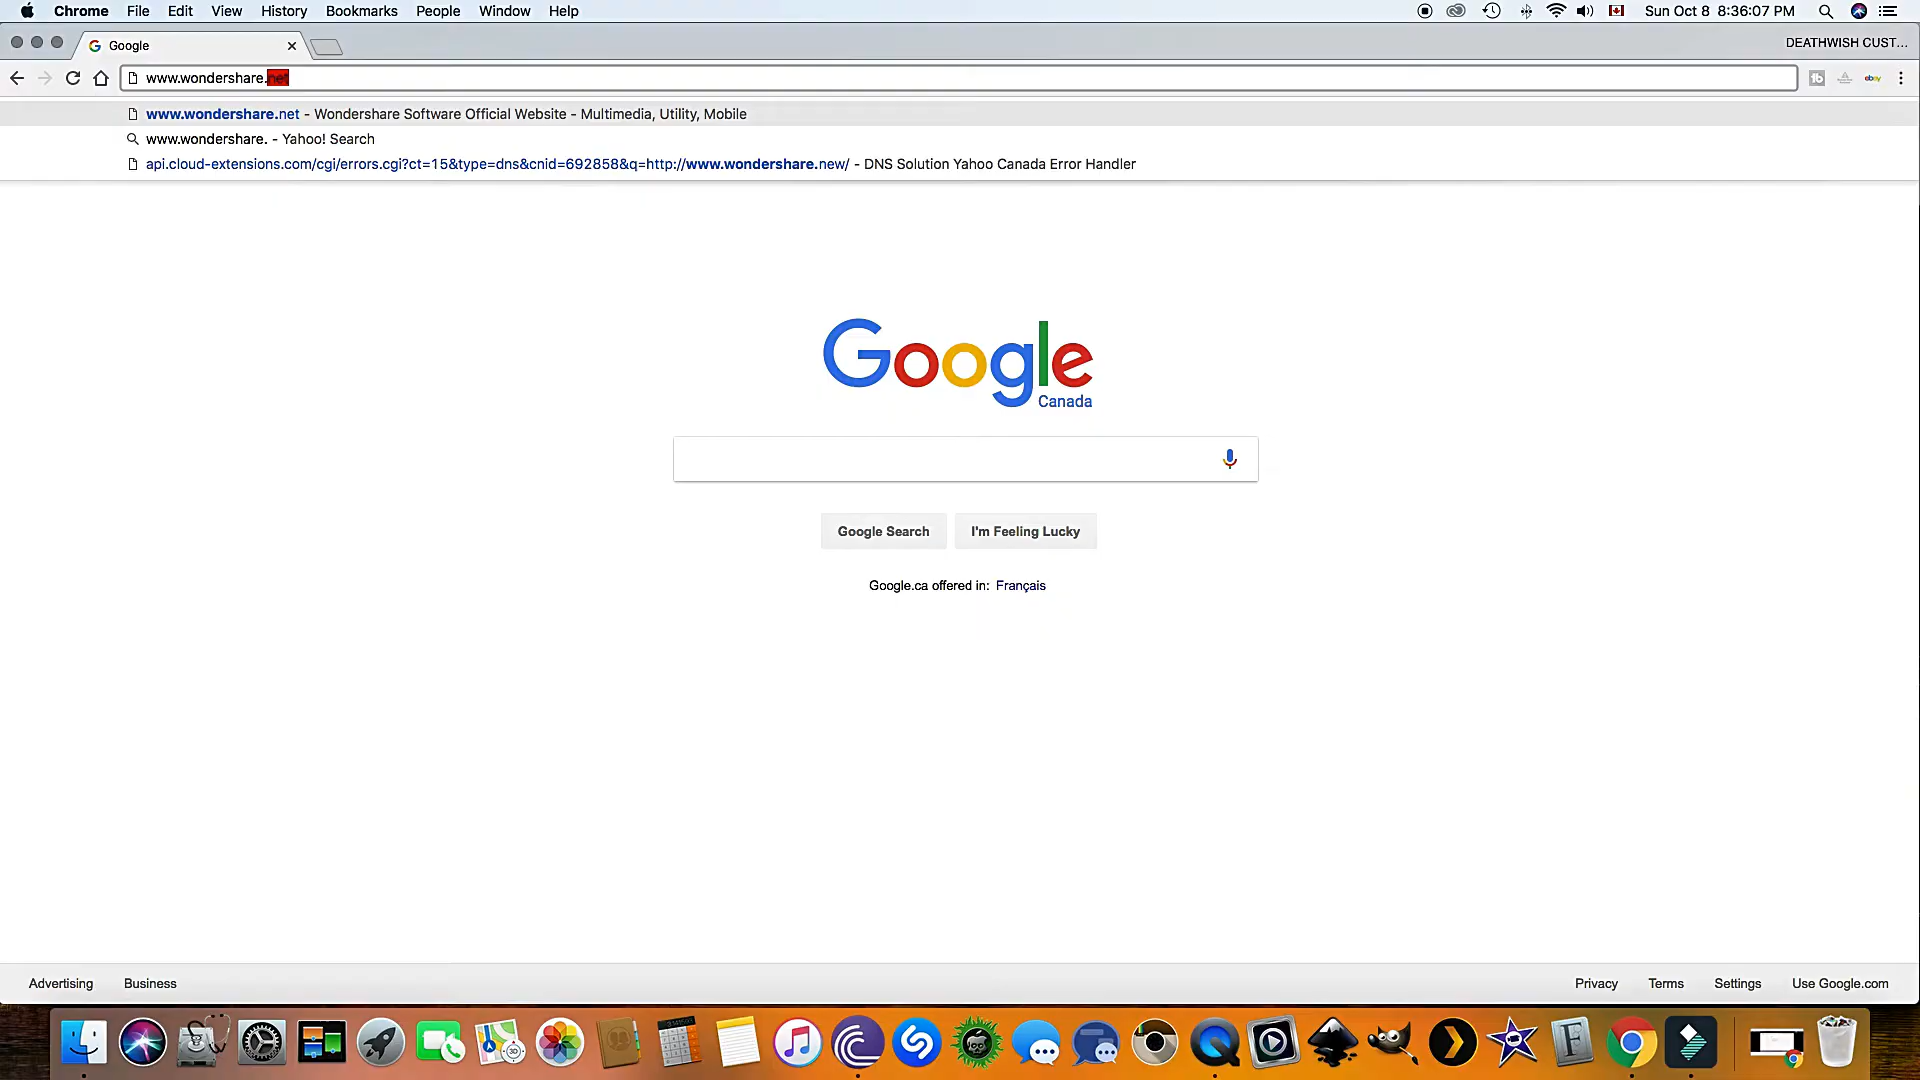 Chrome File Edit View History Bookmarks People Window Help Sun Oct 8 8:36:07 PM
Google DEATHWISH CUST...
www.wondershare.net
www.wondershare.net - Wondershare Software Official Website - Multimedia, Utility, Mobile
www.wondershare. - Yahoo! Search
api.cloud-extensions.com/cgi/errors.cgi?ct=15&type=dns&cnid=692858&q=http://www.wondershare.new/ - DNS Solution Yahoo Canada Error Handler
Google
Canada
Google Search I'm Feeling Lucky
Google.ca offered in: Français
Advertising Business Privacy Terms Settings Use Google.com